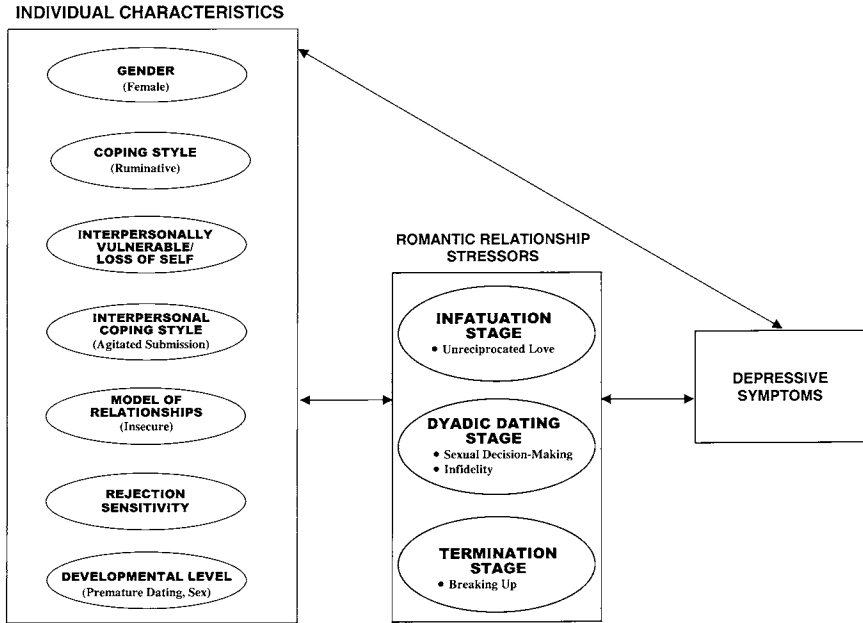 INDIVIDUAL CHARACTERISTICS
GENDER
(Female)
COPING STYLE
(Ruminative)
INTERPERSONALLY
VULNERABLE/
LOSS OF SELF
INTERPERSONAL
COPING STYLE
(Agitated Submission)
MODEL OF
RELATIONSHIPS
(Insecure)
REJECTION
SENSITIVITY
DEVELOPMENTAL LEVEL
(Premature Dating, Sex)
ROMANTIC RELATIONSHIP
STRESSORS
INFATUATION
STAGE
• Unreciprocated Love
DYADIC DATING
STAGE
• Sexual Decision-Making
• Infidelity
TERMINATION
STAGE
• Breaking Up
DEPRESSIVE
SYMPTOMS